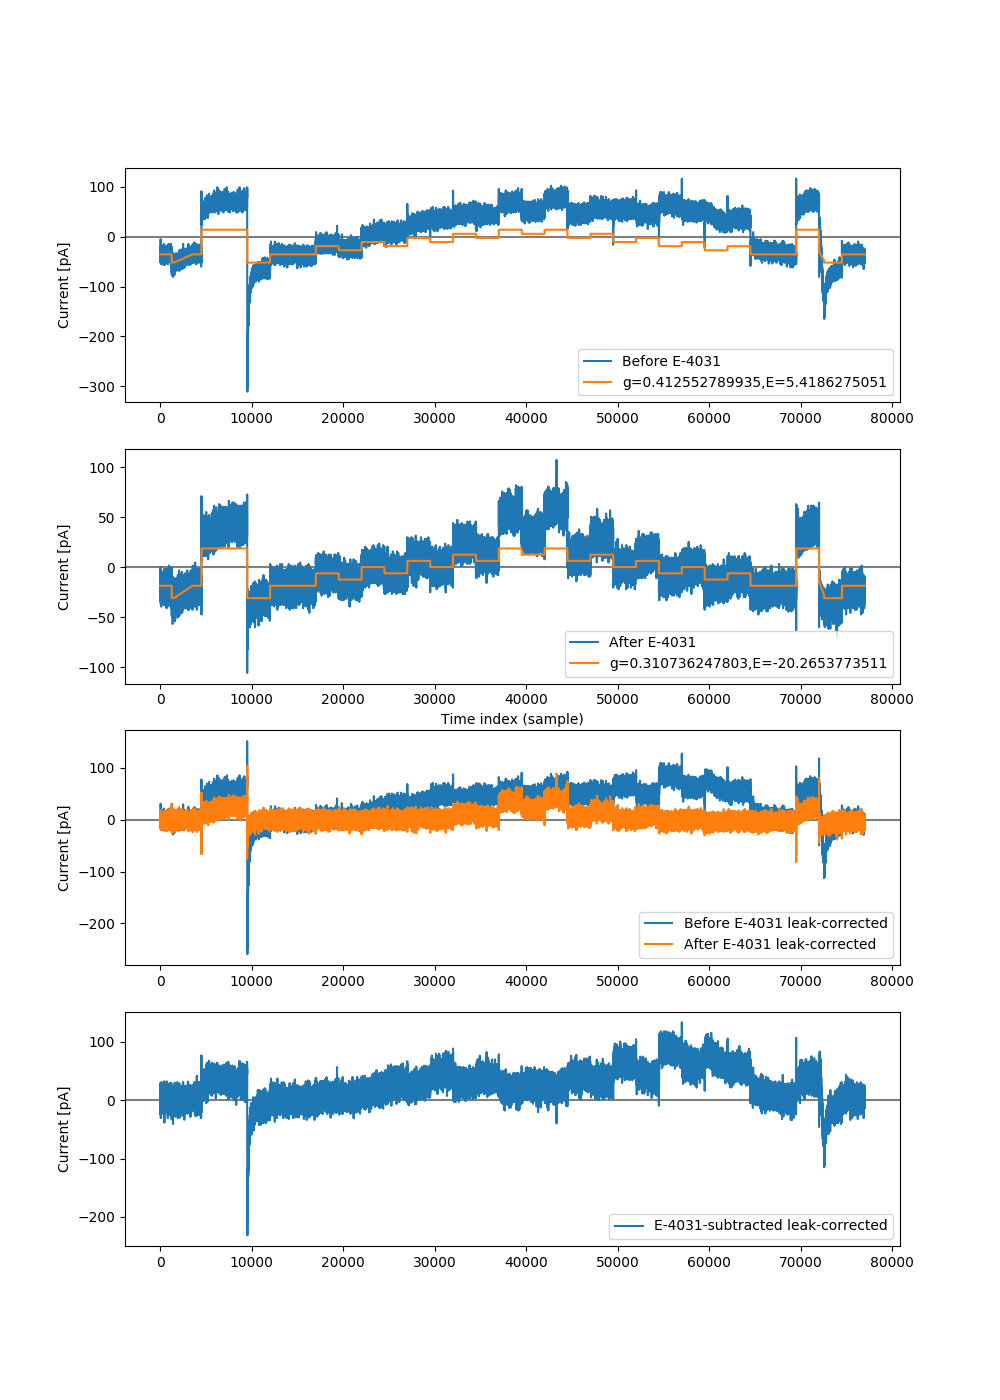 100
0
−100
−200
−300
Current [pA]
Before E-4031
g=0.412552789935,E=5.4186275051
0 10000 20000 30000 40000 50000 60000 70000 80000
100
50
0
−50
−100
Current [pA]
After E-4031
g=0.310736247803,E=-20.2653773511
0 10000 20000 30000 40000 50000 60000 70000 80000
Time index (sample)
100
0
−100
−200
Current [pA]
Before E-4031 leak-corrected
After E-4031 leak-corrected
0 10000 20000 30000 40000 50000 60000 70000 80000
100
0
−100
−200
Current [pA]
E-4031-subtracted leak-corrected
0 10000 20000 30000 40000 50000 60000 70000 80000